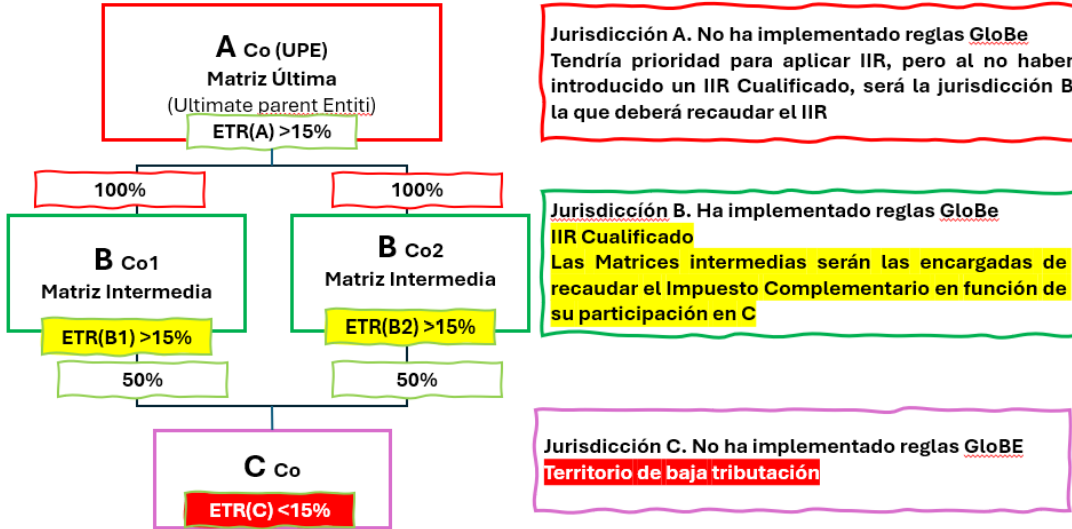 A Co (UPE)
Matriz Última
(Ultimate parent Entiti)
ETR(A) >15%
100%
100%
B Co1
Matriz Intermedia
ETR(B1) >15%
B Co2
Matriz Intermedia
ETR(B2) >15%
50%
50%
C Co
ETR(C) <15%
Jurisdicción A. No ha implementado reglas GloBe
Tendría prioridad para aplicar IIR, pero al no haber
introducido un IIR Cualificado, será la jurisdicción B
la que deberá recaudar el IIR
Jurisdiccíón B. Ha implementado reglas GloBe
IIR Cualificado
Las Matrices intermedias serán las encargadas de
recaudar el Impuesto Complementario en función de
su participación en C
Jurisdicción C. No ha implementado reglas GloBE
Territorio de baja tributación